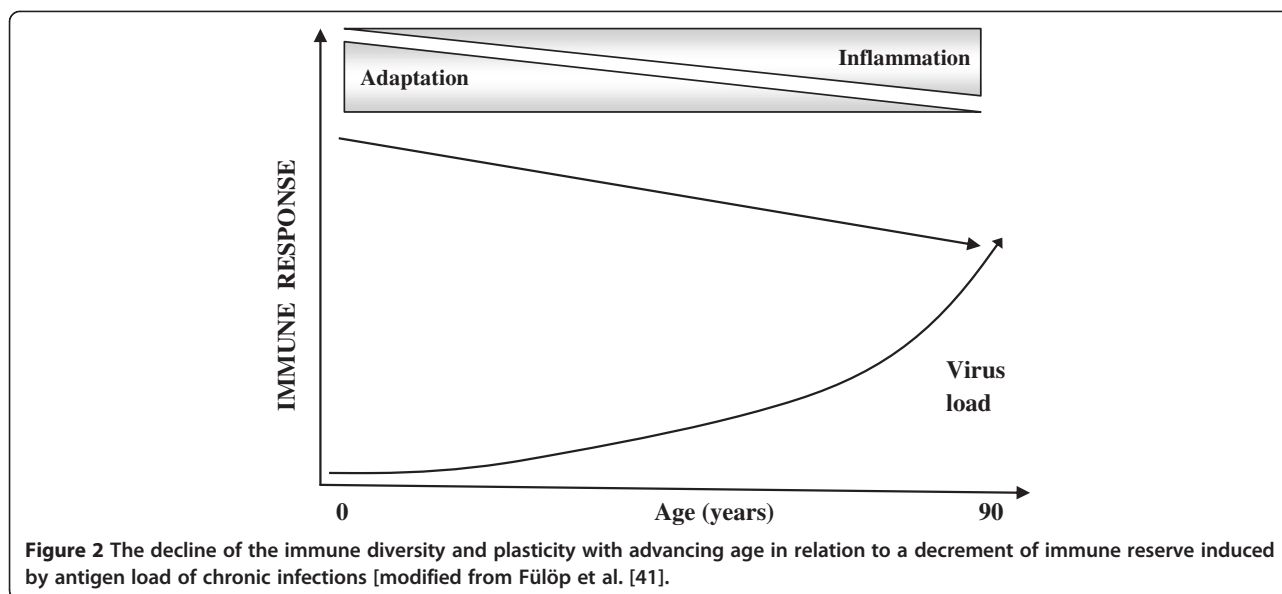 Inflammation
Adaptation
IMMUNE RESPONSE
Virus
load
0
Age (years)
90
Figure 2 The decline of the immune diversity and plasticity with advancing age in relation to a decrement of immune reserve induced
by antigen load of chronic infections [modified from Fülöp et al. [41].